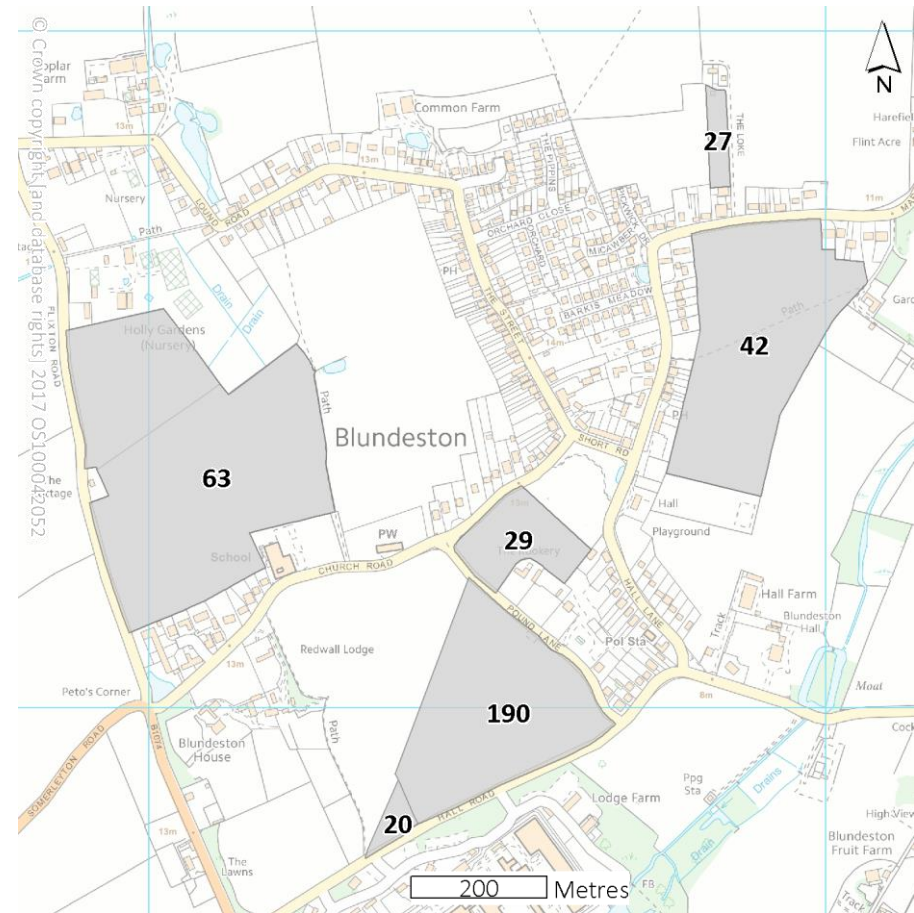 © Crown copyright and database rights 2017 OS100042052
N
Common Farm
13m
13m
Nursery
LOUND ROAD
Path
Drain
Drain
Holly Gardens
(Nursery)
FLIXTON ROAD
THE PIPPINS
ORCHARD CLOSE
ORCHARD
MICAWBER
BARKIS MEADOW
PH
THE STREET
14m
27
THE LOKE
Flint Acre
11m
Path
42
PH
Path
Blundeston
63
SHORT RD
Hall
Playground
School
PW
CHURCH ROAD
29
HALL LANE
POUND LANE
Pol Sta
Track
Hall Farm
Blundeston
Hall
Redwall Lodge
13m
8m
Moat
Peto's Corner
Path
190
SOMERLEYTON ROAD
B1074
Blundeston
House
13m
20
HALL ROAD
Lodge Farm
Ppg
Sta
Drains
Drain
High View
The
Lawns
Blundeston
Fruit Farm
FB
Track
200 Metres